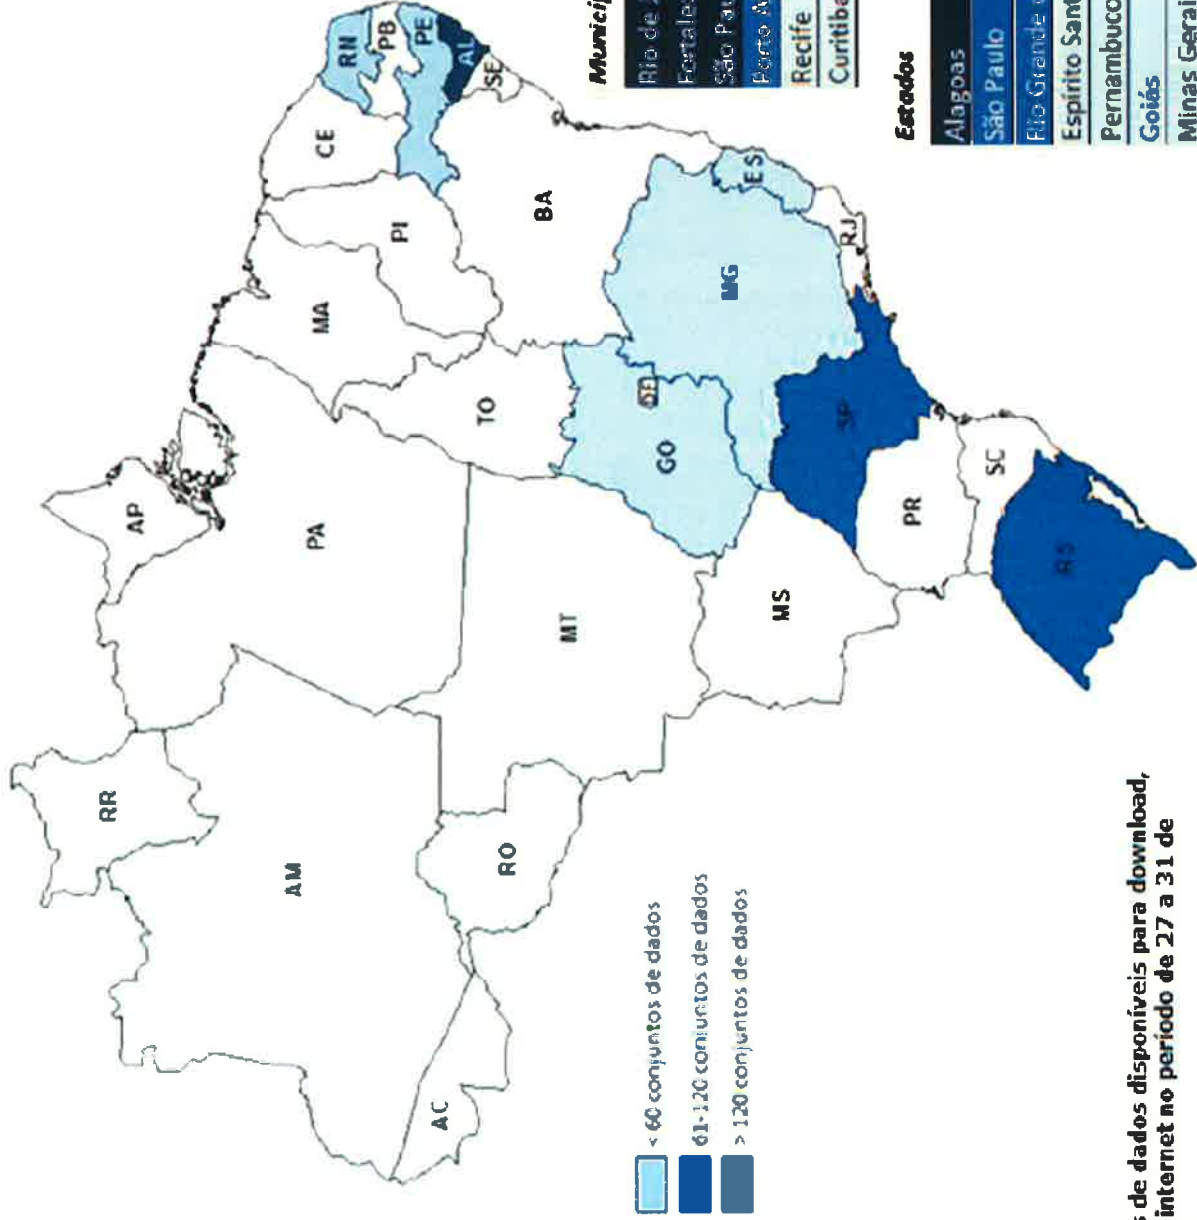 RR
AP
AM
PA
MA
CE
RN
PB
PE
AL
SE
PI
AC
RO
TO
BA
MT
GO
DF
MG
ES
RJ
MS
SP
PR
SC
RS
< 60 conjuntos de dados
61-120 conjuntos de dados
> 120 conjuntos de dados
Municíp
Rio de
Fortale
São Pau
Porto A
Recife
Curitiba
Estados
Alagoas
São Paulo
Rio Grande
Espírito Sant
Pernambuco
Goiás
Minas Gerai
s de dados disponíveis para download,
internet no período de 27 a 31 de